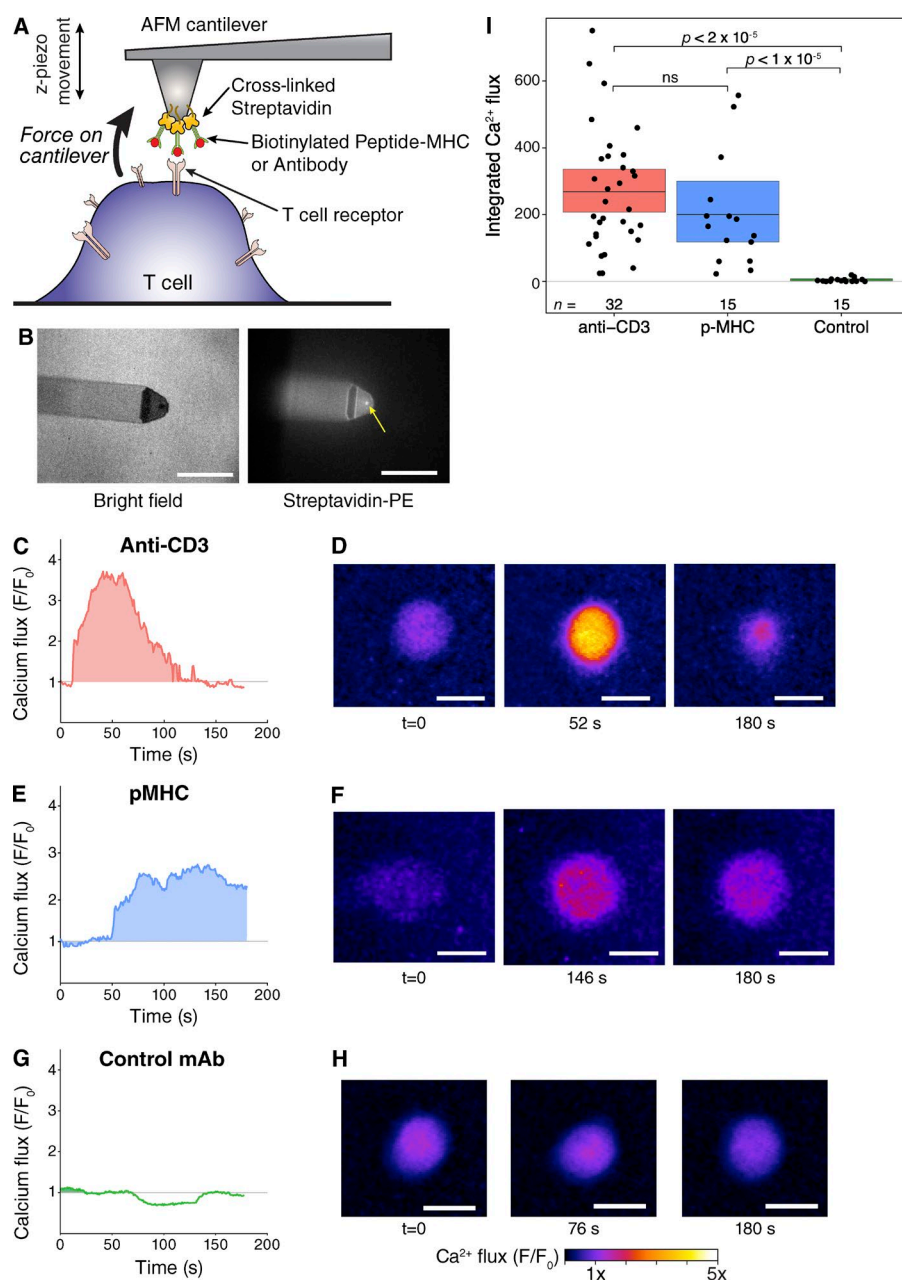 A
AFM cantilever
z-piezo
movement
Cross-linked
Streptavidin
Force on
cantilever
Biotinylated Peptide-MHC
or Antibody
T cell receptor
T cell
B
Bright field
Streptavidin-PE
C
Anti-CD3
Calcium flux (F/F₀)
4
3
2
1
0
50
100
150
200
Time (s)
D
t=0
52 s
180 s
E
pMHC
Calcium flux (F/F₀)
4
3
2
1
0
50
100
150
200
Time (s)
F
t=0
146 s
180 s
G
Control mAb
Calcium flux (F/F₀)
4
3
2
1
0
50
100
150
200
Time (s)
H
t=0
76 s
180 s
Ca²⁺ flux (F/F₀)
1x
5x
I
p < 2 x 10⁻⁵
p < 1 x 10⁻⁵
ns
Integrated Ca²⁺ flux
600
400
200
0
n =
32
15
15
anti–CD3
p-MHC
Control